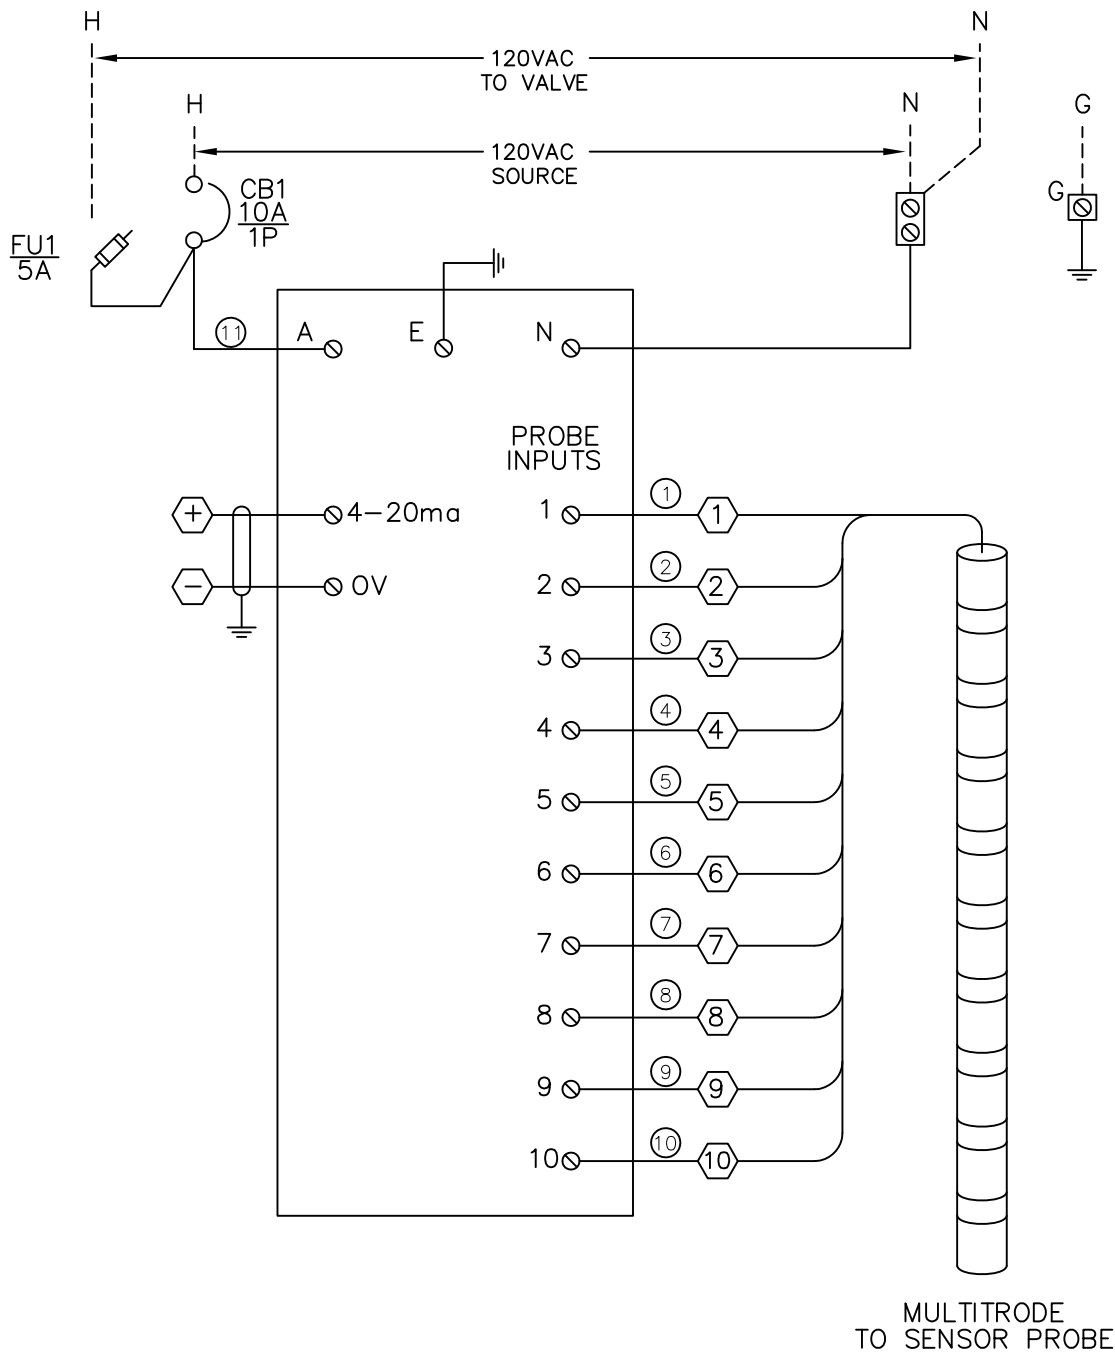 H
N
120VAC
TO VALVE
H
N
G
120VAC
SOURCE
CB1
10A
1P
G
FU1
5A
11
A
E
N
PROBE
INPUTS
+
4-20ma
1
1
1
-
0V
2
2
2
3
3
3
4
4
4
5
5
5
6
6
6
7
7
7
8
8
8
9
9
9
10
10
10
MULTITRODE
TO SENSOR PROBE